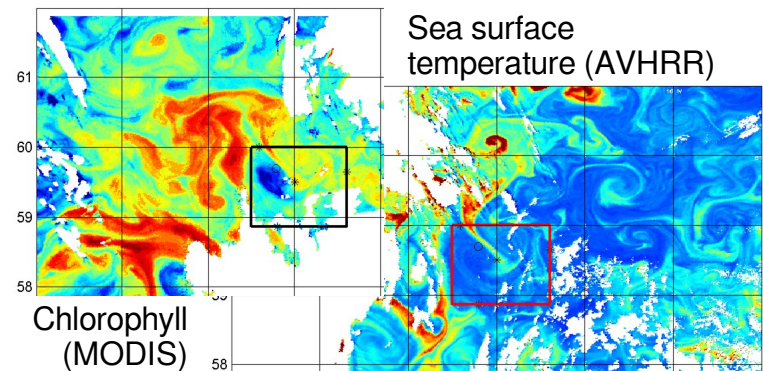 Sea surface
temperature (AVHRR)
61
60
59
58
Chlorophyll
(MODIS)
58